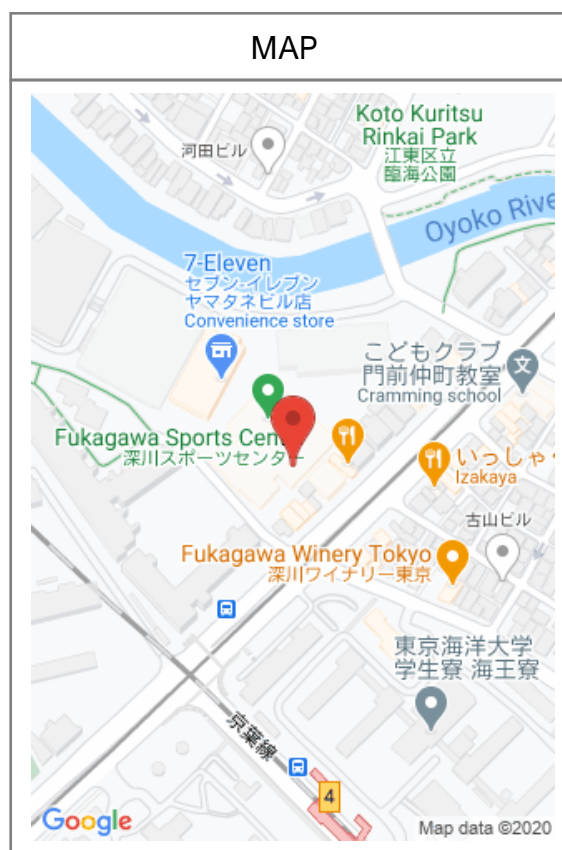 MAP
Koto Kuritsu
Rinkai Park
江東区立
臨海公園
河田ビル
Oyoko River
7-Eleven
セブン-イレブン
ヤマタネビル店
Convenience store
こどもクラブ
門前仲町教室
Cramming school
文
Fukagawa Sports Cent
深川スポーツセンター
いっしゃく
Izakaya
古山ビル
Fukagawa Winery Tokyo
深川ワイナリー東京
東京海洋大学
学生寮 海王寮
京葉線
4
Google
Map data ©2020